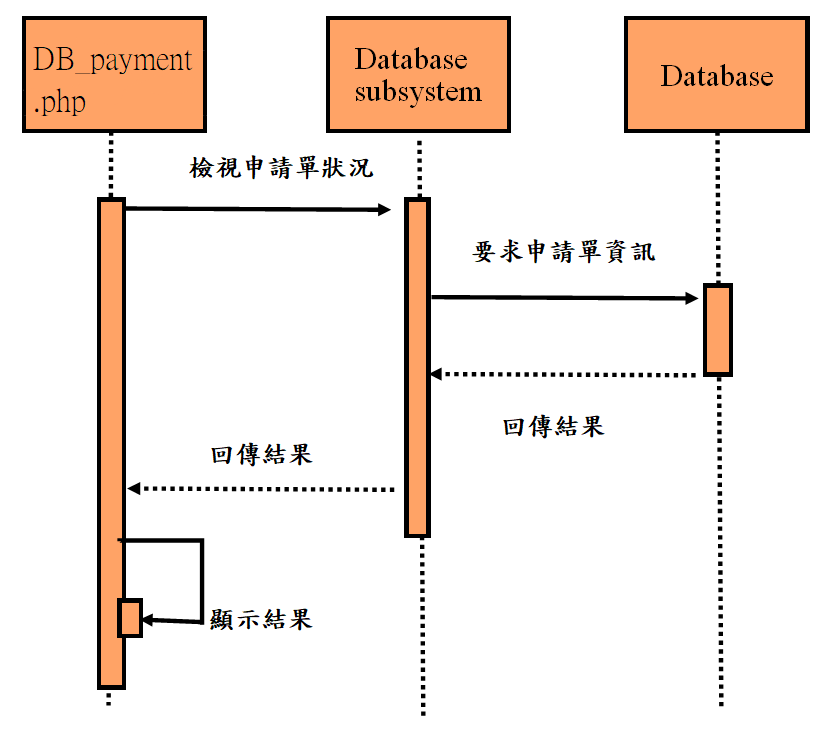 DB_payment
.php
Database
subsystem
Database
檢視申請單狀況
要求申請單資訊
回傳結果
回傳結果
顯示結果